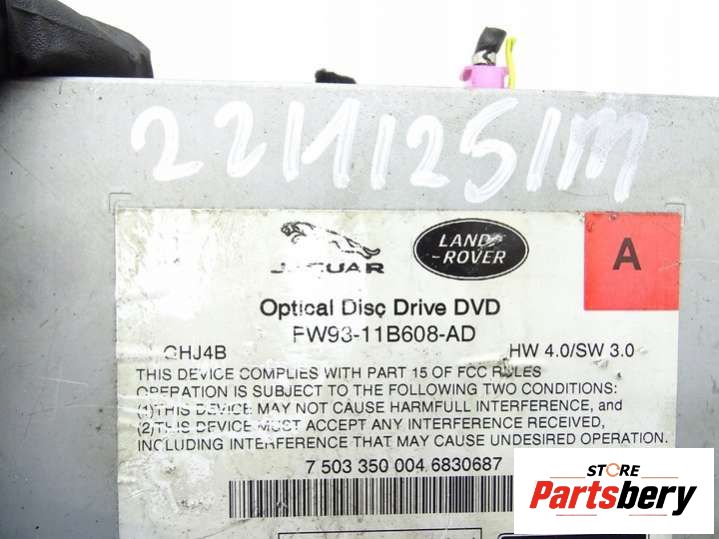 221125/M
JAGUAR
LAND
-ROVER
A
Optical Disc Drive DVD
FW93-11B608-AD
GHJ4B
HW 4.0/SW 3.0
THIS DEVICE COMPLIES WITH PART 15 OF FCC RULES
OPERATION IS SUBJECT TO THE FOLLOWING TWO CONDITIONS:
(1)THIS DEVICE MAY NOT CAUSE HARMFULL INTERFERENCE, and
(2)THIS DEVICE MUST ACCEPT ANY INTERFERENCE RECEIVED,
INCLUDING INTERFERENCE THAT MAY CAUSE UNDESIRED OPERATION.
7 503 350 004 6830687
STORE
Partsbery